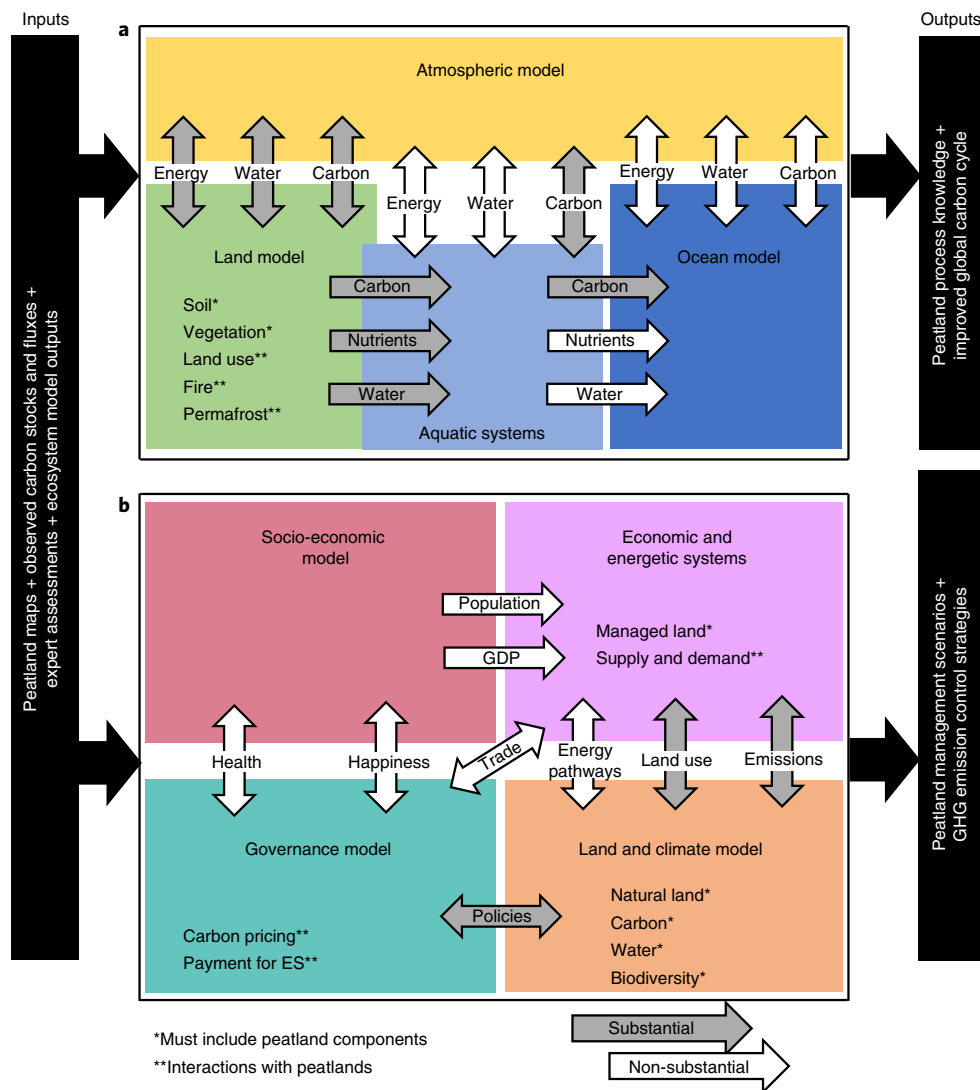 Inputs
Outputs
Peatland maps + observed carbon stocks and fluxes +
expert assessments + ecosystem model outputs
a
Atmospheric model
Energy
Water
Carbon
Energy
Water
Carbon
Energy
Water
Carbon
Land model
Soil*
Vegetation*
Land use**
Fire**
Permafrost**
Carbon
Nutrients
Water
Aquatic systems
Carbon
Nutrients
Water
Ocean model
Peatland process knowledge +
improved global carbon cycle
b
Socio-economic
model
Economic and
energetic systems
Population
GDP
Managed land*
Supply and demand**
Health
Happiness
Trade
Energy
pathways
Land use
Emissions
Governance model
Carbon pricing**
Payment for ES**
Policies
Land and climate model
Natural land*
Carbon*
Water*
Biodiversity*
Peatland management scenarios +
GHG emission control strategies
*Must include peatland components
**Interactions with peatlands
Substantial
Non-substantial